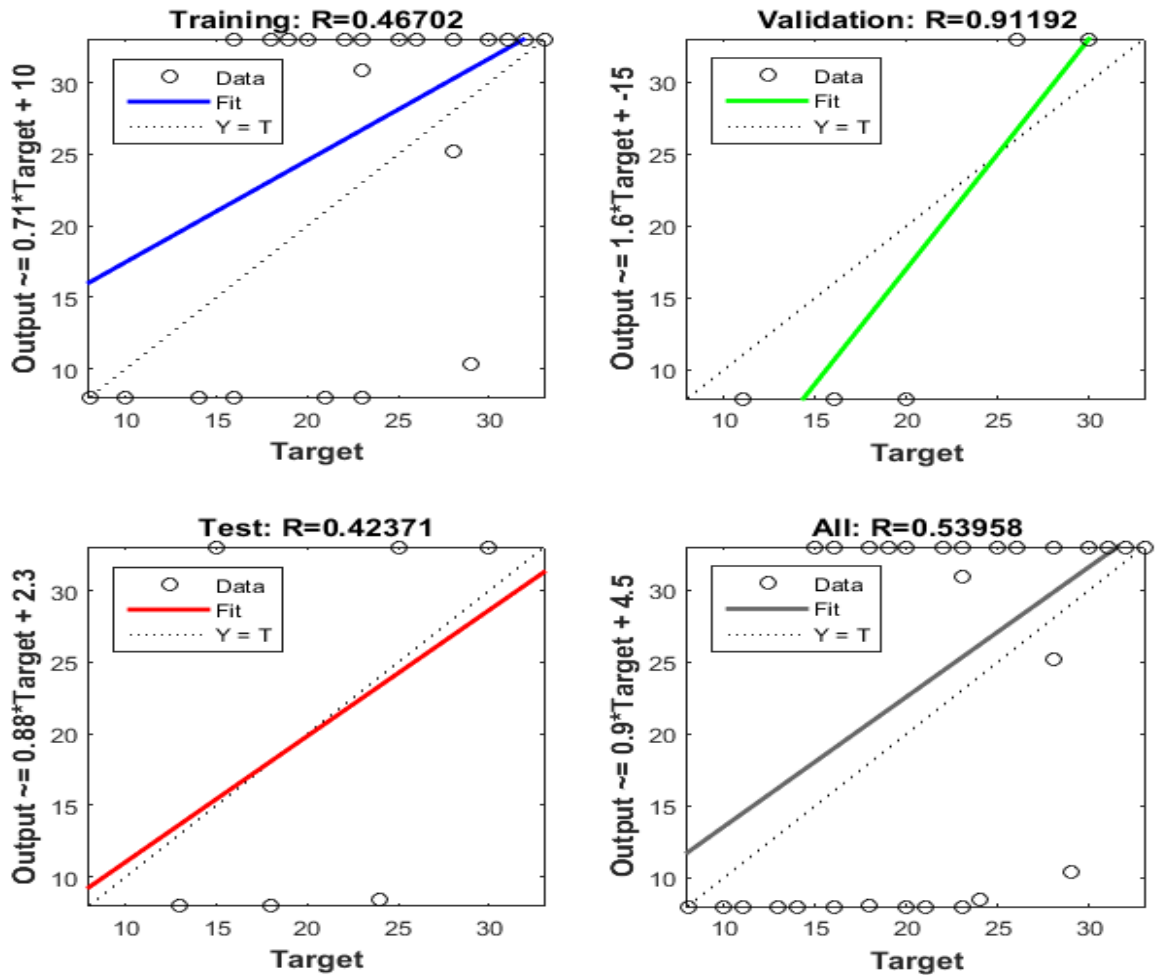 Training: R=0.46702
Output ~= 0.71*Target + 10
30
25
20
15
10
Data
Fit
Y = T
10 15 20 25 30
Target
Validation: R=0.91192
Output ~= 1.6*Target + -15
30
25
20
15
10
Data
Fit
Y = T
10 15 20 25 30
Target
Test: R=0.42371
Output ~= 0.88*Target + 2.3
30
25
20
15
10
Data
Fit
Y = T
10 15 20 25 30
Target
All: R=0.53958
Output ~= 0.9*Target + 4.5
30
25
20
15
10
Data
Fit
Y = T
10 15 20 25 30
Target